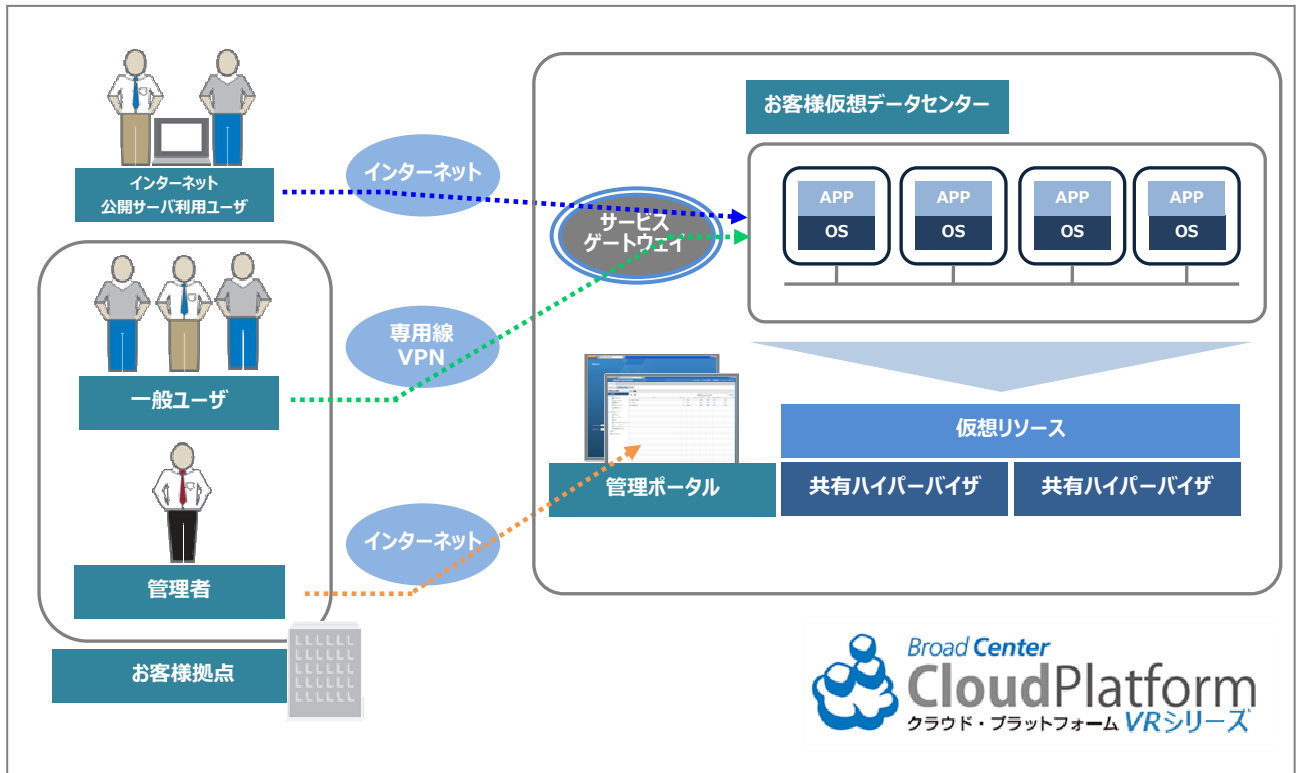 お客様仮想データセンター
インターネット
公開サーバ利用ユーザ
インターネット
サービス
ゲートウェイ
APP
OS
APP
OS
APP
OS
APP
OS
一般ユーザ
専用線
VPN
仮想リソース
管理ポータル
共有ハイパーバイザ
共有ハイパーバイザ
管理者
インターネット
お客様拠点
Broad Center
CloudPlatform
クラウド・プラットフォーム VRシリーズ